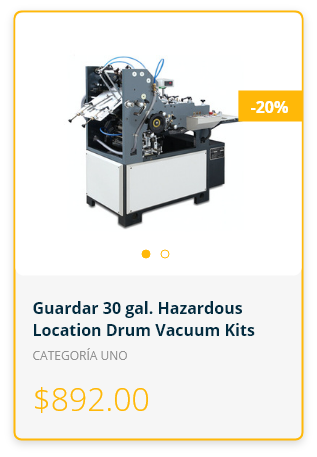 -20%
Guardar 30 gal. Hazardous
Location Drum Vacuum Kits
CATEGORÍA UNO
$892.00